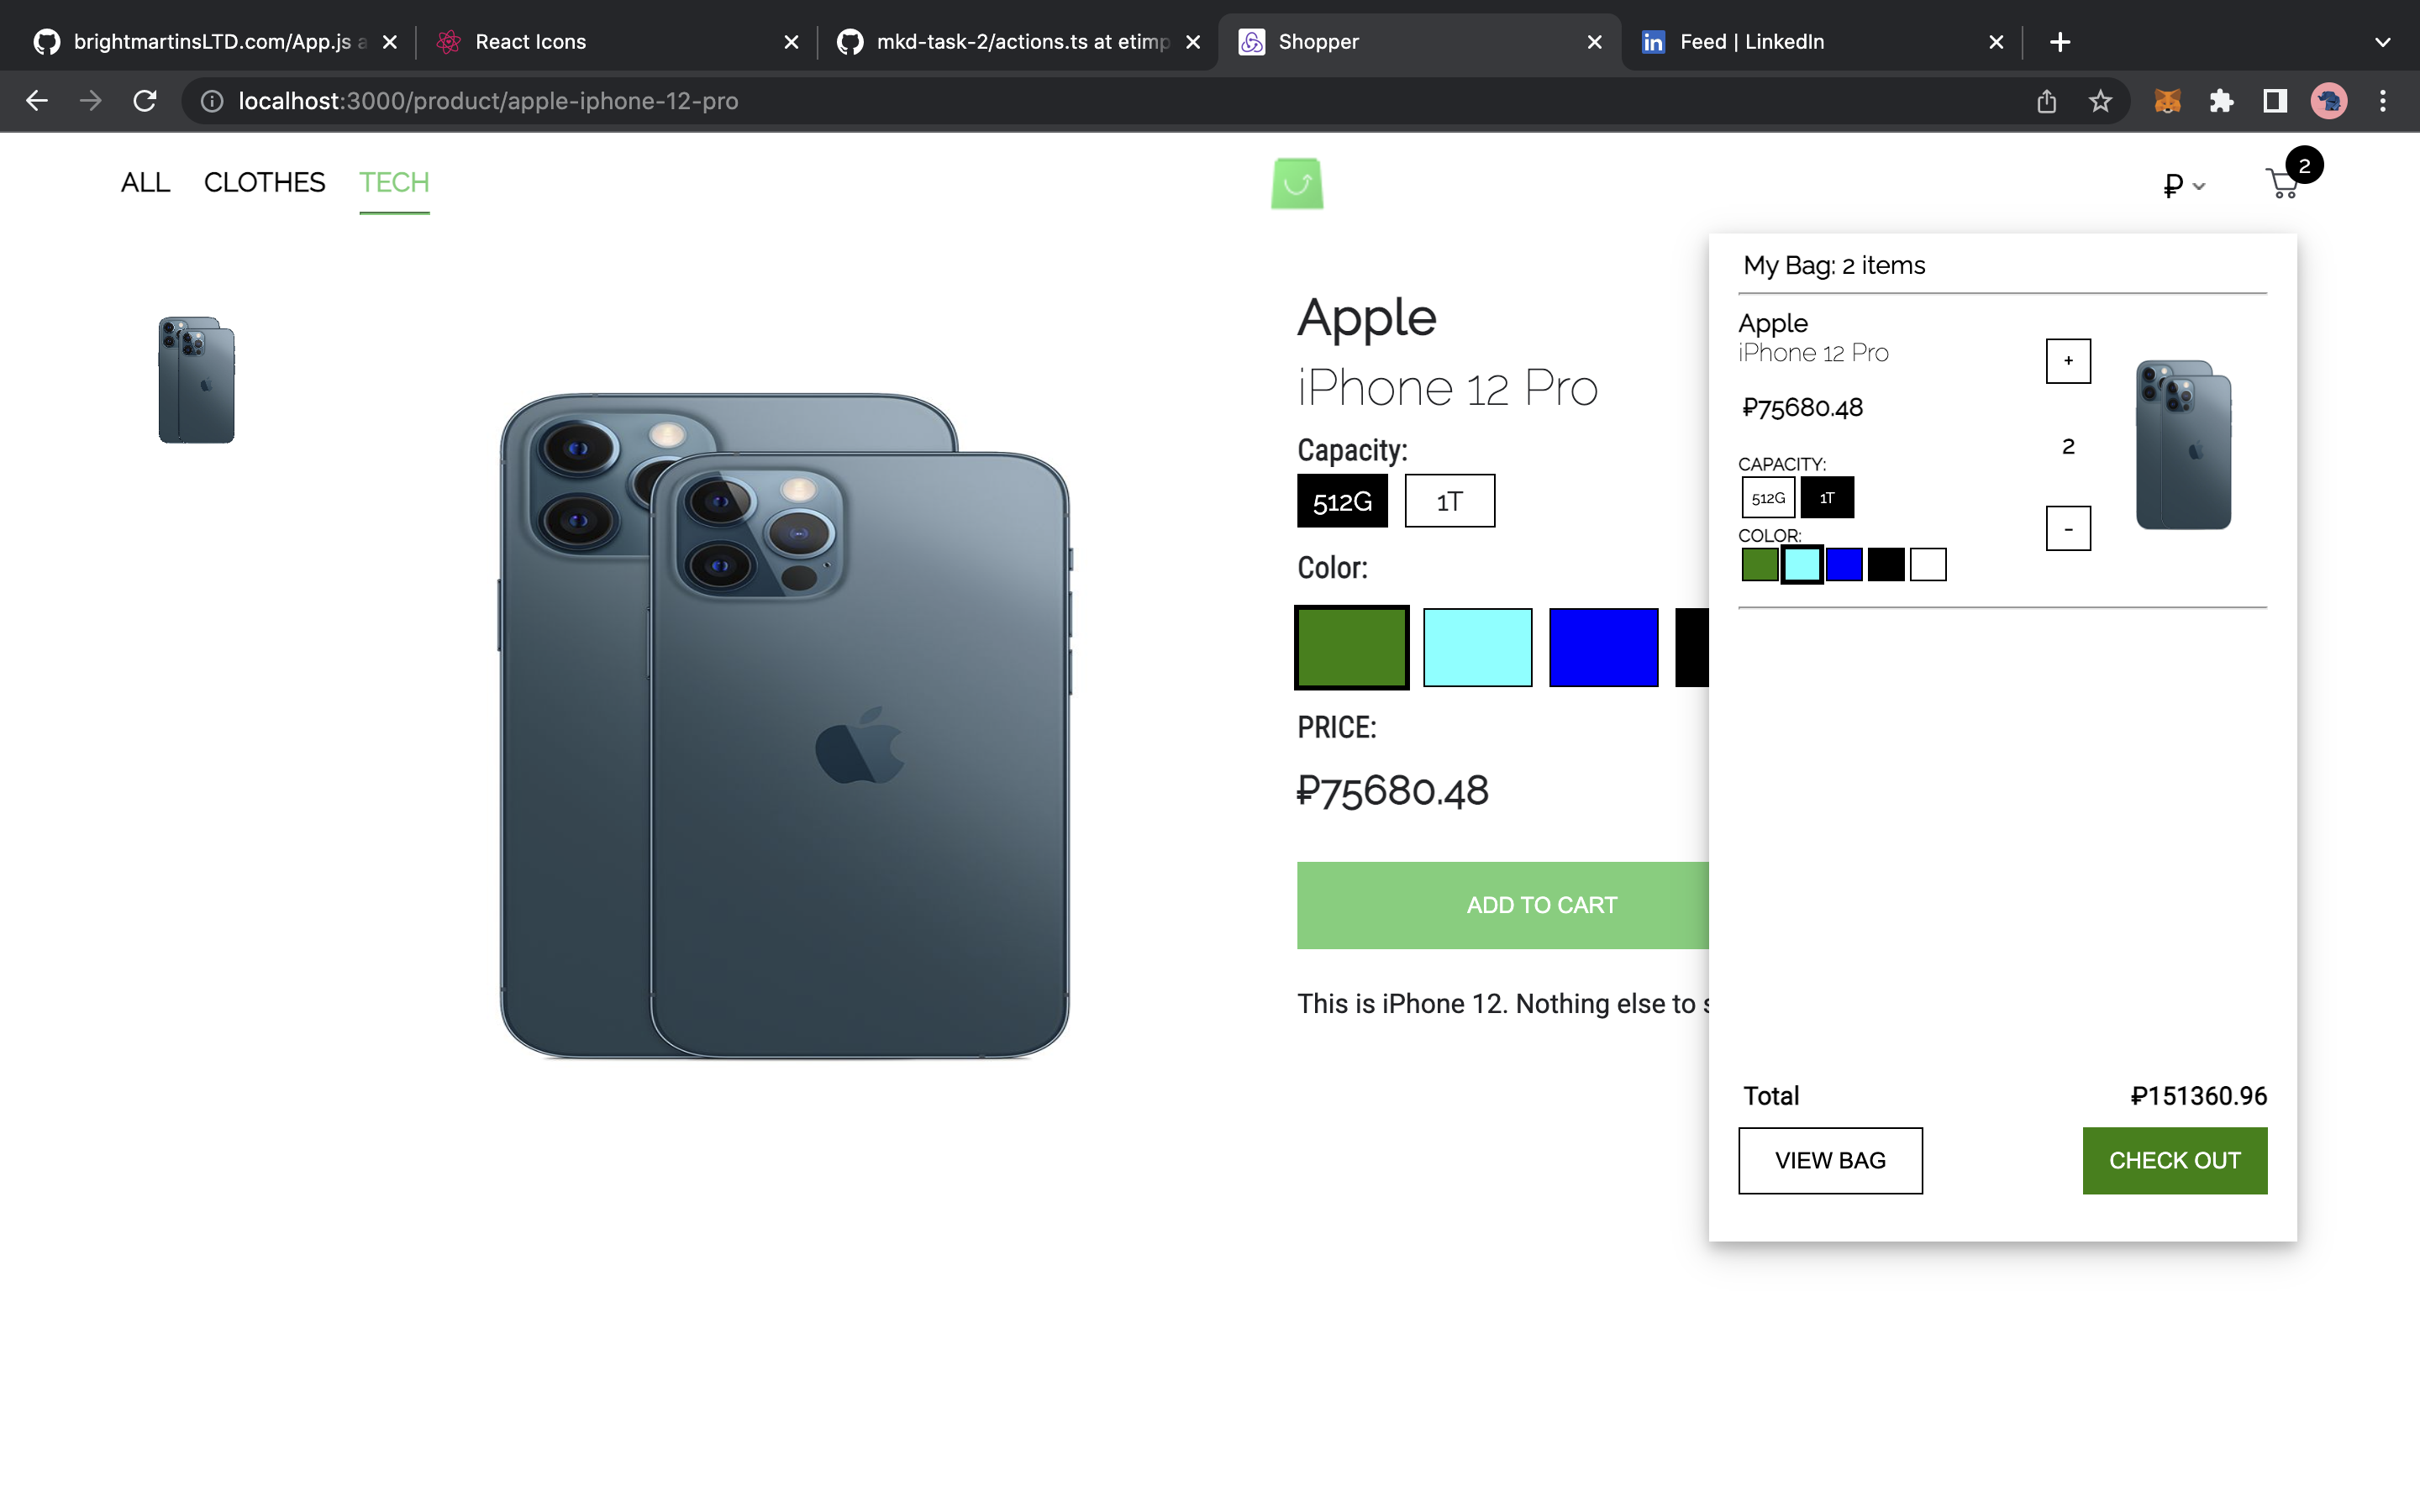 brightmartinsLTD.com/App.js a
React Icons
mkd-task-2/actions.ts at etimp
Shopper
Feed | LinkedIn
localhost:3000/product/apple-iphone-12-pro
ALL CLOTHES TECH
₽
2
Apple
iPhone 12 Pro
Capacity:
512G 1T
Color:
PRICE:
₽75680.48
ADD TO CART
This is iPhone 12. Nothing else to
My Bag: 2 items
Apple
iPhone 12 Pro
₽75680.48
+
2
-
CAPACITY:
512G 1T
COLOR:
Total ₽151360.96
VIEW BAG CHECK OUT